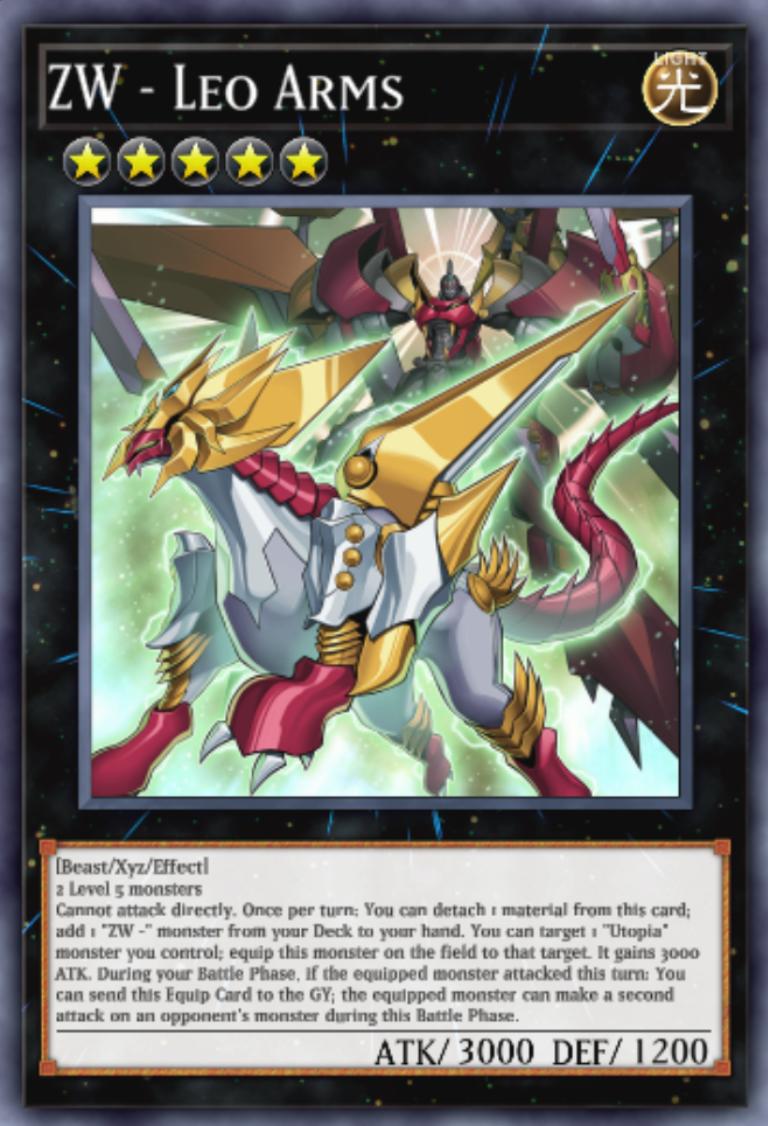 ZW - Leo Arms
LIGHT
光
[Beast/Xyz/Effect]
2 Level 5 monsters
Cannot attack directly. Once per turn: You can detach 1 material from this card;
add 1 "ZW -" monster from your Deck to your hand. You can target 1 "Utopia"
monster you control; equip this monster on the field to that target. It gains 3000
ATK. During your Battle Phase, if the equipped monster attacked this turn: You
can send this Equip Card to the GY; the equipped monster can make a second
attack on an opponent's monster during this Battle Phase.
ATK/ 3000 DEF/ 1200